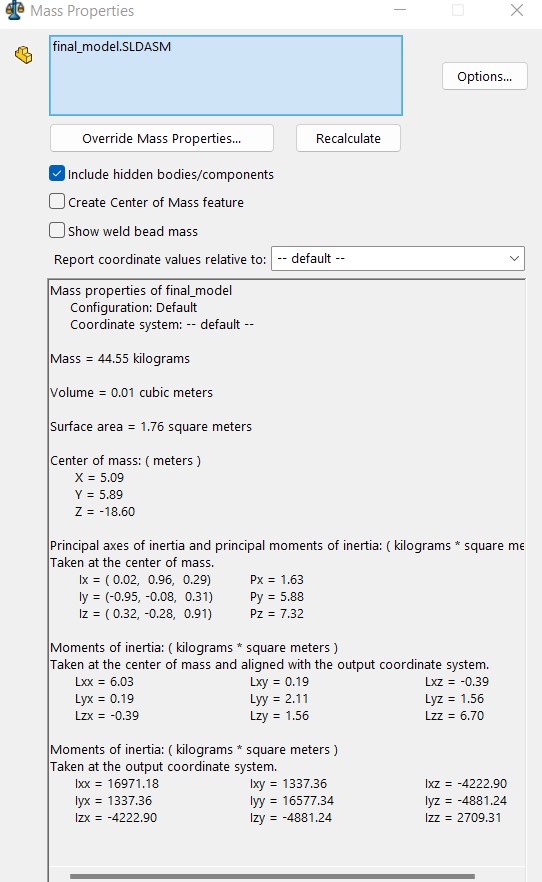 Mass Properties
final_model.SLDASM
Options...
Override Mass Properties...
Recalculate
Include hidden bodies/components
Create Center of Mass feature
Show weld bead mass
Report coordinate values relative to: -- default --
Mass properties of final_model
Configuration: Default
Coordinate system: -- default --
Mass = 44.55 kilograms
Volume = 0.01 cubic meters
Surface area = 1.76 square meters
Center of mass: ( meters )
X = 5.09
Y = 5.89
Z = -18.60
Principal axes of inertia and principal moments of inertia: ( kilograms * square me
Taken at the center of mass.
Ix = ( 0.02, 0.96, 0.29) Px = 1.63
Iy = (-0.95, -0.08, 0.31) Py = 5.88
Iz = ( 0.32, -0.28, 0.91) Pz = 7.32
Moments of inertia: ( kilograms * square meters )
Taken at the center of mass and aligned with the output coordinate system.
Lxx = 6.03 Lxy = 0.19 Lxz = -0.39
Lyx = 0.19 Lyy = 2.11 Lyz = 1.56
Lzx = -0.39 Lzy = 1.56 Lzz = 6.70
Moments of inertia: ( kilograms * square meters )
Taken at the output coordinate system.
Ixx = 16971.18 Ixy = 1337.36 Ixz = -4222.90
Iyx = 1337.36 Iyy = 16577.34 Iyz = -4881.24
Izx = -4222.90 Izy = -4881.24 Izz = 2709.31